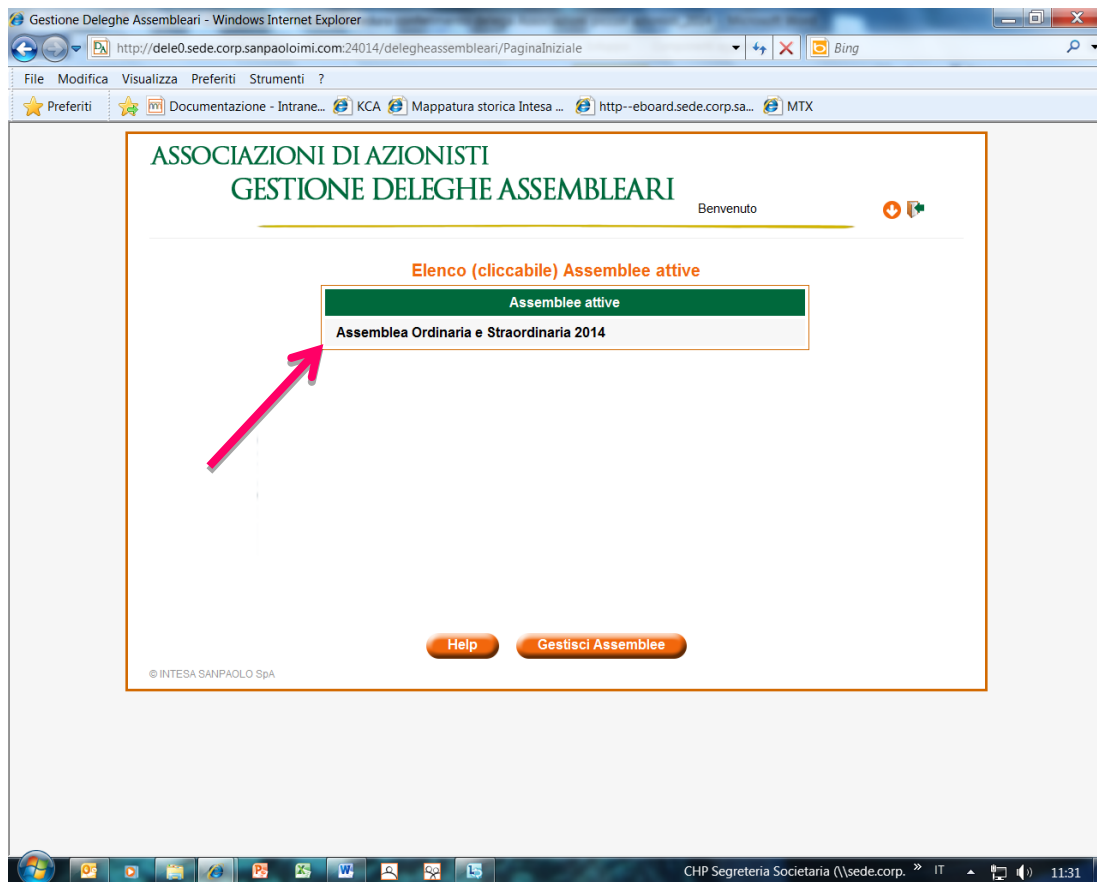 Gestione Deleghe Assembleari - Windows Internet Explorer
http://dele0.sede.corp.sanpaoloimi.com:24014/delegheassembleari/PaginaIniziale
Bing
File Modifica Visualizza Preferiti Strumenti ?
Preferiti Documentazione - Intrane... KCA Mappatura storica Intesa ... http--eboard.sede.corp.sa... MTX
ASSOCIAZIONI DI AZIONISTI
GESTIONE DELEGHE ASSEMBLEARI
Benvenuto
Elenco (cliccabile) Assemblee attive
Assemblee attive
Assemblea Ordinaria e Straordinaria 2014
Help Gestisci Assemblee
© INTESA SANPAOLO SpA
CHP Segreteria Societaria (\\sede.corp. » IT 11:31